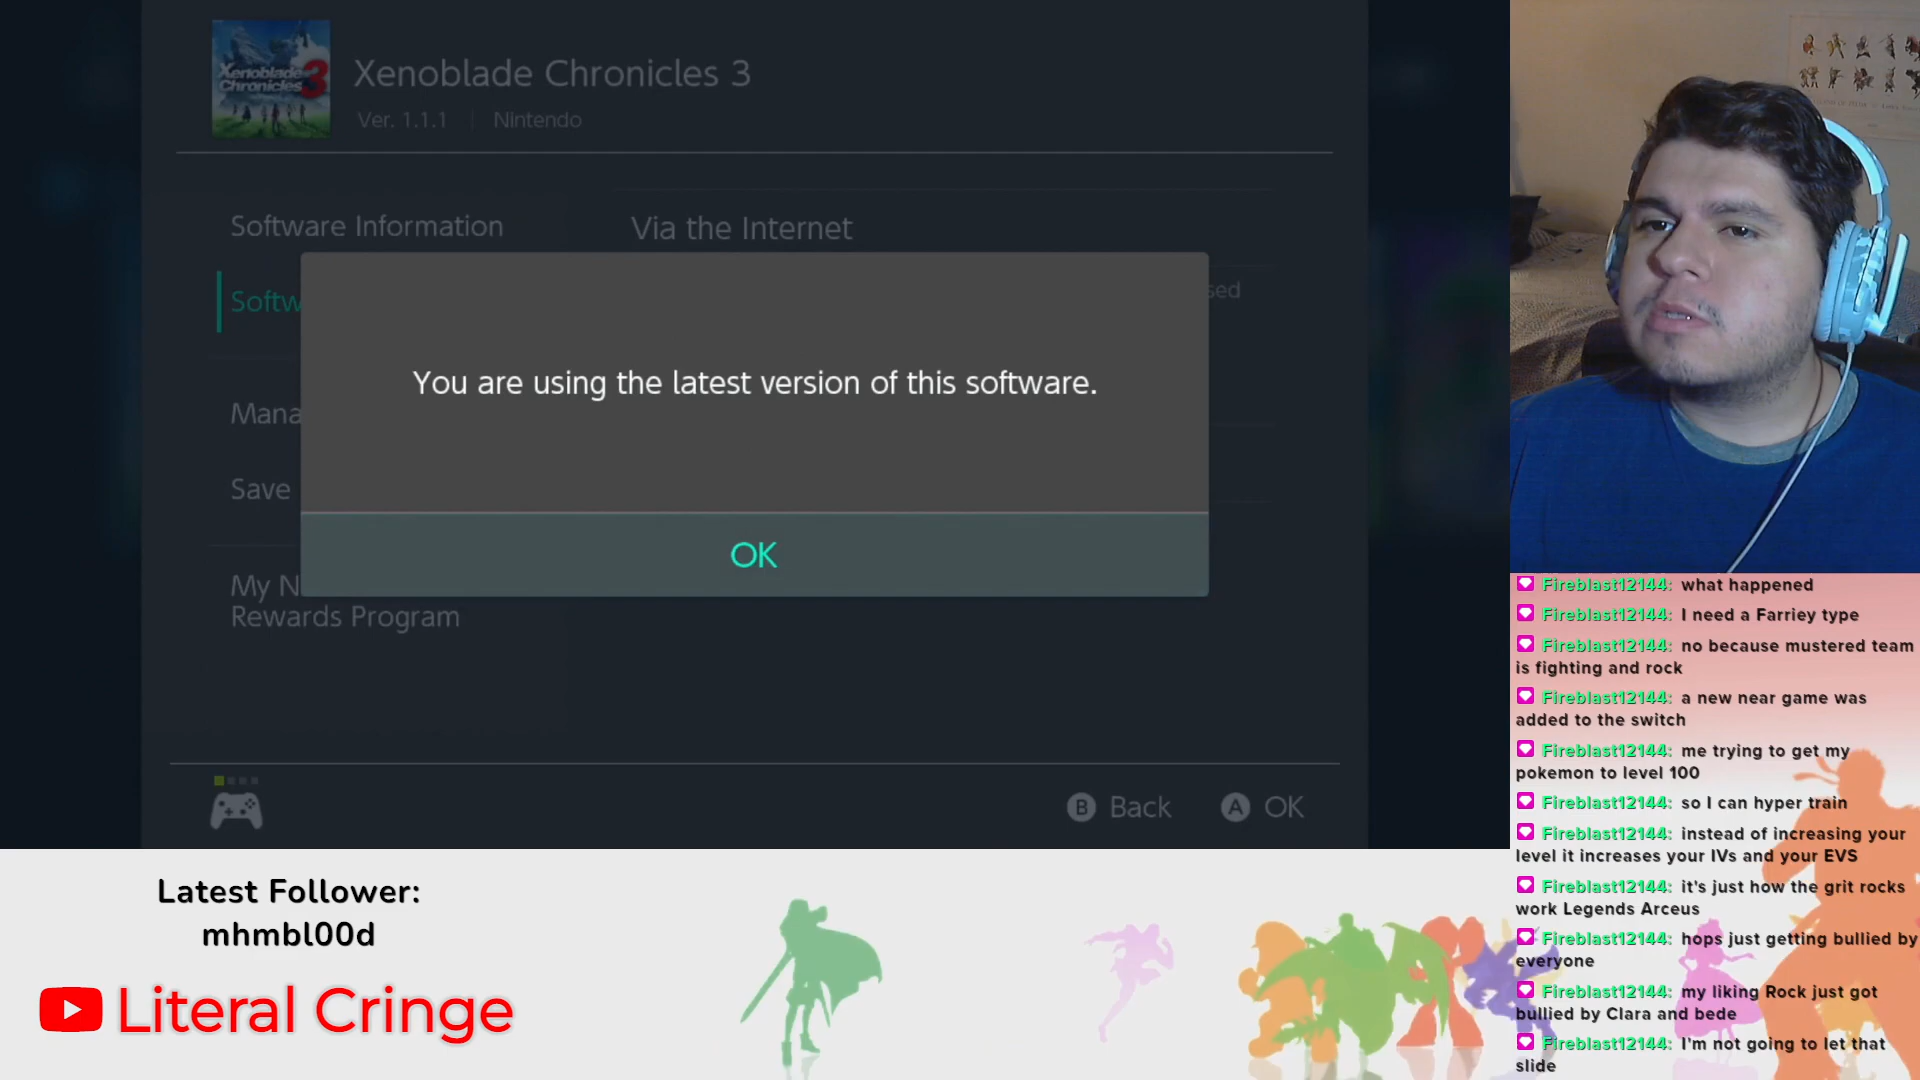 Xenoblade
Chronicles 3
Xenoblade Chronicles 3
Ver. 1.1.1 | Nintendo
Software Information
Via the Internet
Softw
sed
You are using the latest version of this software.
Mana
Save
OK
My N
Rewards Program
B Back A OK
Latest Follower:
mhmbl00d
Literal Cringe
Fireblast12144: what happened
Fireblast12144: I need a Farriey type
Fireblast12144: no because mustered team
is fighting and rock
Fireblast12144: a new near game was
added to the switch
Fireblast12144: me trying to get my
pokemon to level 100
Fireblast12144: so I can hyper train
Fireblast12144: instead of increasing your
level it increases your IVs and your EVS
Fireblast12144: it's just how the grit rocks
work Legends Arceus
Fireblast12144: hops just getting bullied by
everyone
Fireblast12144: my liking Rock just got
bullied by Clara and bede
Fireblast12144: I'm not going to let that
slide